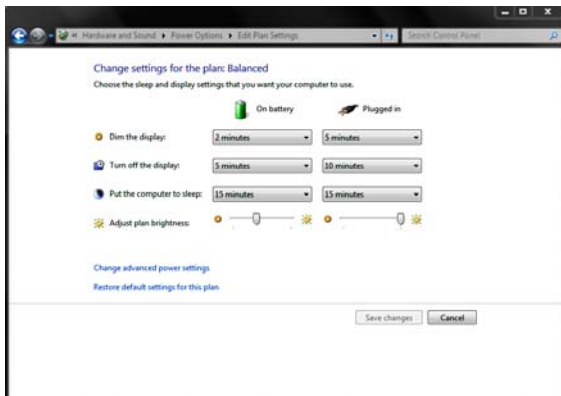 « Hardware and Sound ▸ Power Options ▸ Edit Plan Settings
Search Control Panel
Change settings for the plan: Balanced
Choose the sleep and display settings that you want your computer to use.
On battery Plugged in
Dim the display: 2 minutes 5 minutes
Turn off the display: 5 minutes 10 minutes
Put the computer to sleep: 15 minutes 15 minutes
Adjust plan brightness:
Change advanced power settings
Restore default settings for this plan
Save changes Cancel